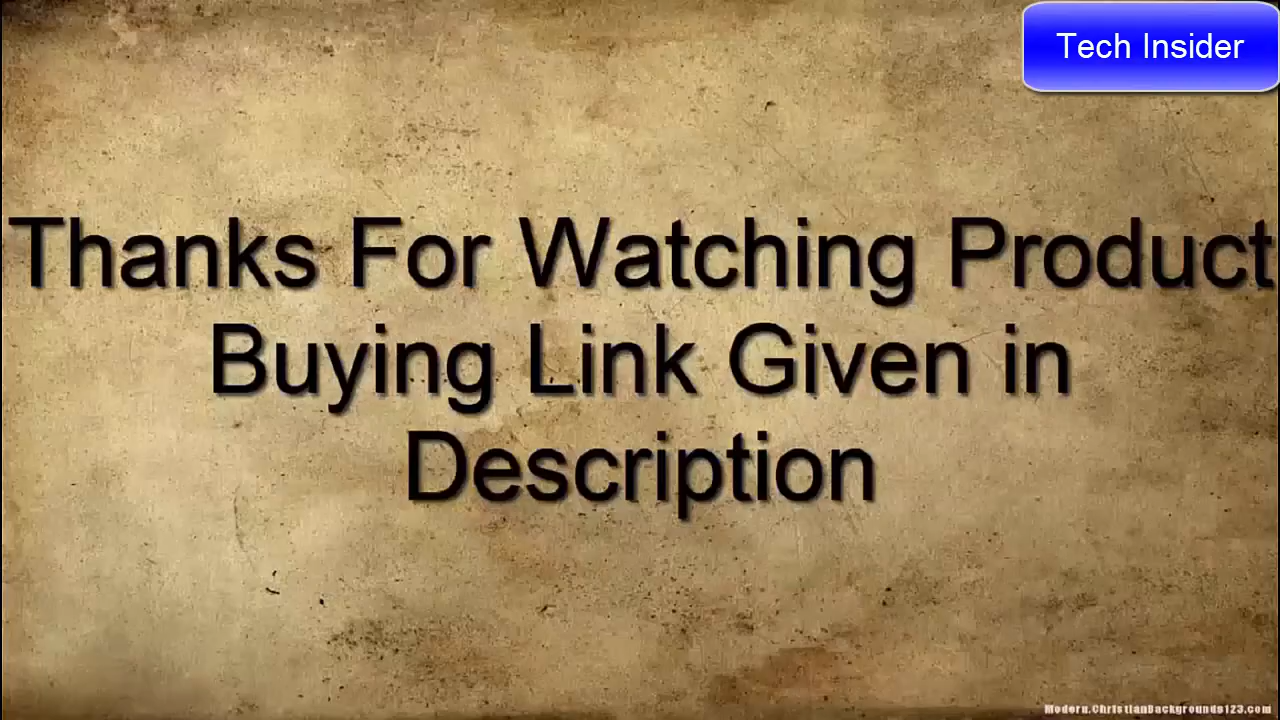 Tech Insider
Thanks For Watching Product
Buying Link Given in
Description
Modern.ChristianBackgrounds123.com